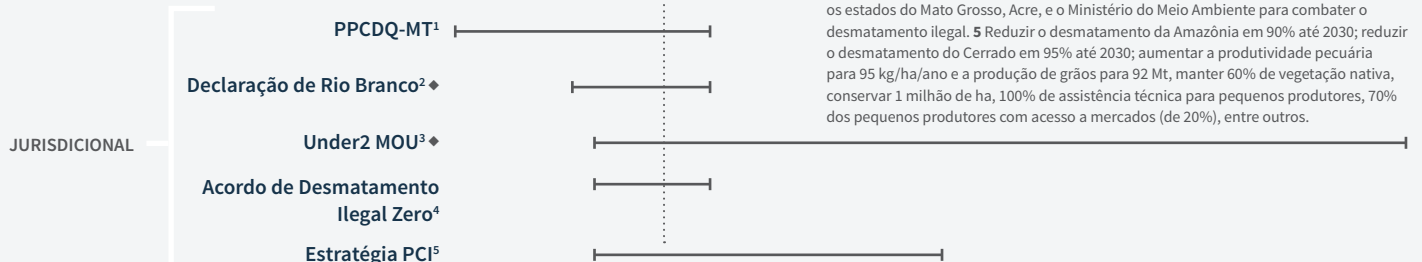 PPCDQ-MT¹
Declaração de Rio Branco² ◆
JURISDICIONAL
Under2 MOU³ ◆
Acordo de Desmatamento
Ilegal Zero⁴
Estratégia PCI⁵
os estados do Mato Grosso, Acre, e o Ministério do Meio Ambiente para combater o
desmatamento ilegal. 5 Reduzir o desmatamento da Amazônia em 90% até 2030; reduzir
o desmatamento do Cerrado em 95% até 2030; aumentar a produtividade pecuária
para 95 kg/ha/ano e a produção de grãos para 92 Mt, manter 60% de vegetação nativa,
conservar 1 milhão de ha, 100% de assistência técnica para pequenos produtores, 70%
dos pequenos produtores com acesso a mercados (de 20%), entre outros.